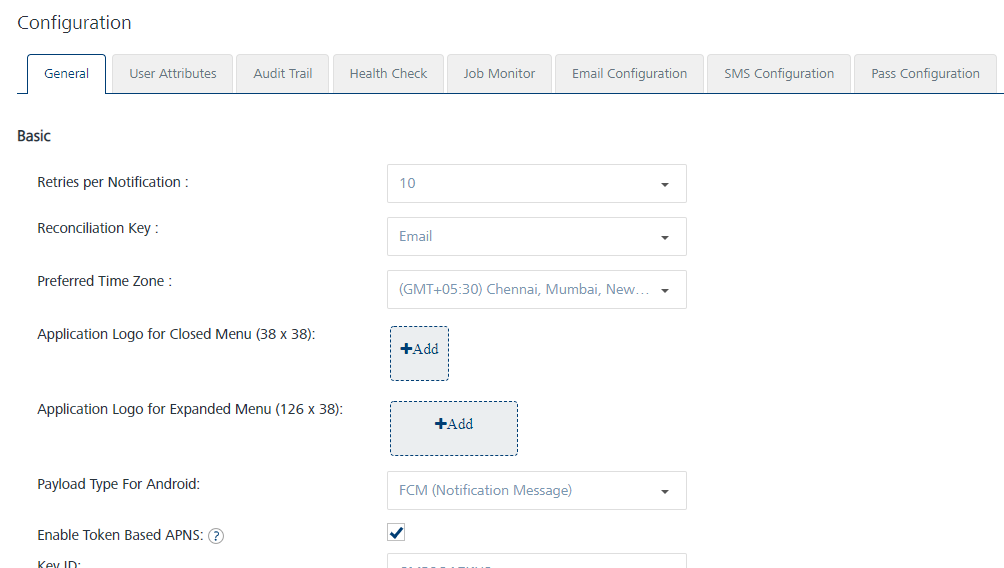 Configuration
General User Attributes Audit Trail Health Check Job Monitor Email Configuration SMS Configuration Pass Configuration
Basic
Retries per Notification : 10
Reconciliation Key : Email
Preferred Time Zone : (GMT+05:30) Chennai, Mumbai, New...
Application Logo for Closed Menu (38 x 38): +Add
Application Logo for Expanded Menu (126 x 38): +Add
Payload Type For Android: FCM (Notification Message)
Enable Token Based APNS: ?
Key ID: